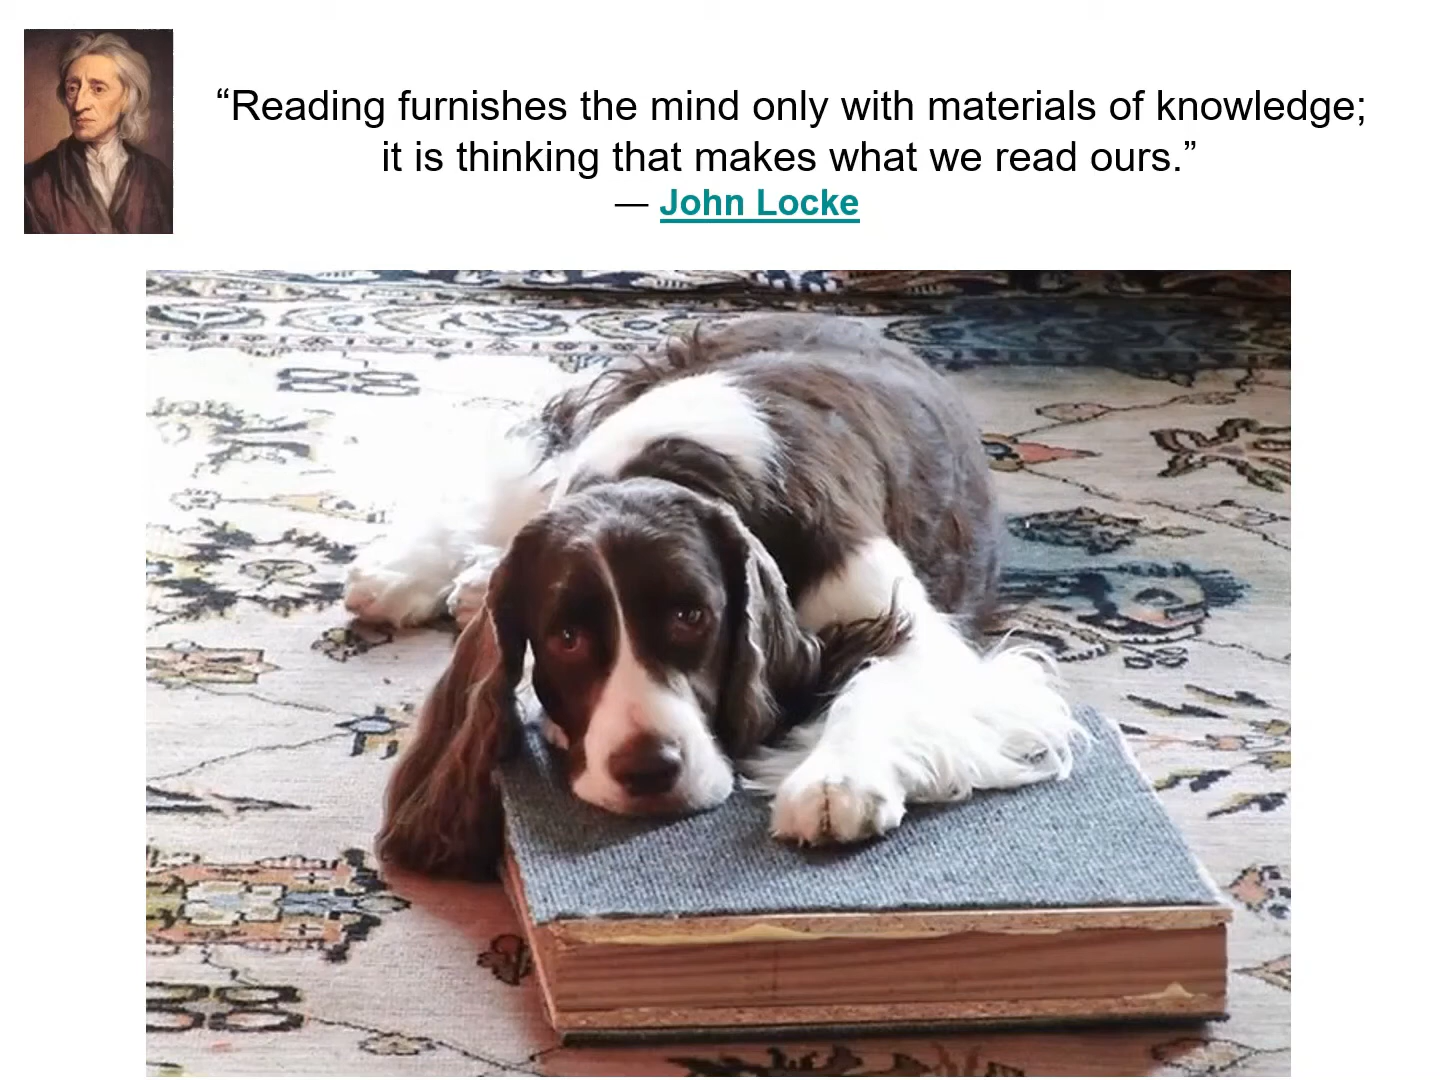 “Reading furnishes the mind only with materials of knowledge;
it is thinking that makes what we read ours.”
― John Locke